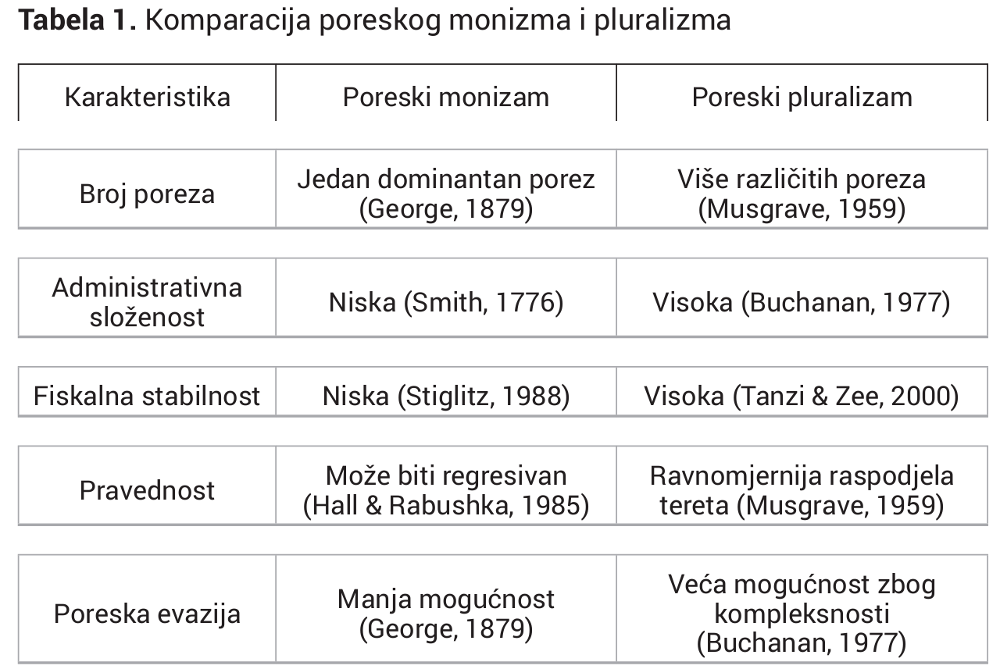 Tabela 1. Komparacija poreskog monizma i pluralizma
Karakteristika
Poreski monizam
Poreski pluralizam
Broj poreza
Jedan dominantan porez
(George, 1879)
Više različitih poreza
(Musgrave, 1959)
Administrativna
složenost
Niska (Smith, 1776)
Visoka (Buchanan, 1977)
Fiskalna stabilnost
Niska (Stiglitz, 1988)
Visoka (Tanzi & Zee, 2000)
Pravednost
Može biti regresivan
(Hall & Rabushka, 1985)
Ravnomjernija raspodjela
tereta (Musgrave, 1959)
Poreska evazija
Manja mogućnost
(George, 1879)
Veća mogućnost zbog
kompleksnosti
(Buchanan, 1977)